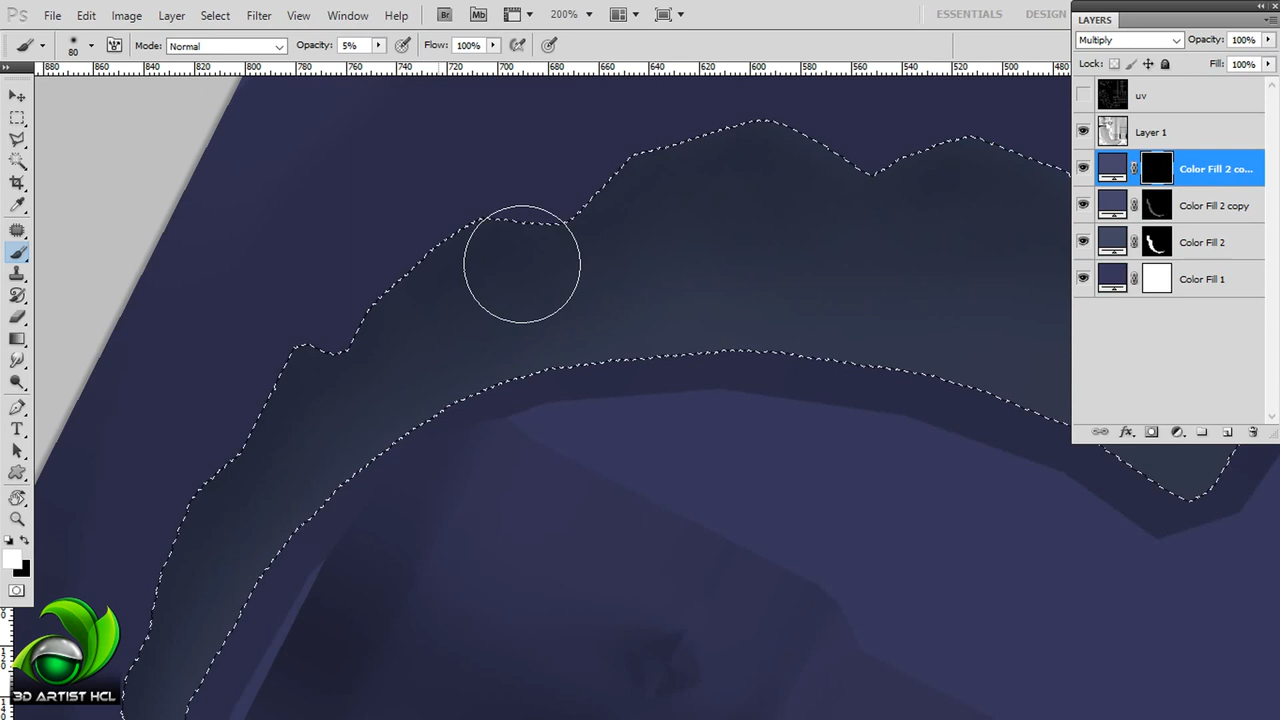 Ps File Edit Image Layer Select Filter View Window Help Br Mb 200% ESSENTIALS DESIGN
80 Mode: Normal Opacity: 5% Flow: 100%
880 860 840 820 800 780 760 740 720 700 680 660 640 620 600 580 560 540 520 500 480
LAYERS
Multiply Opacity: 100%
Lock: Fill: 100%
uv
Layer 1
Color Fill 2 co...
Color Fill 2 copy
Color Fill 2
Color Fill 1
fx
T
3D ARTIST HCL